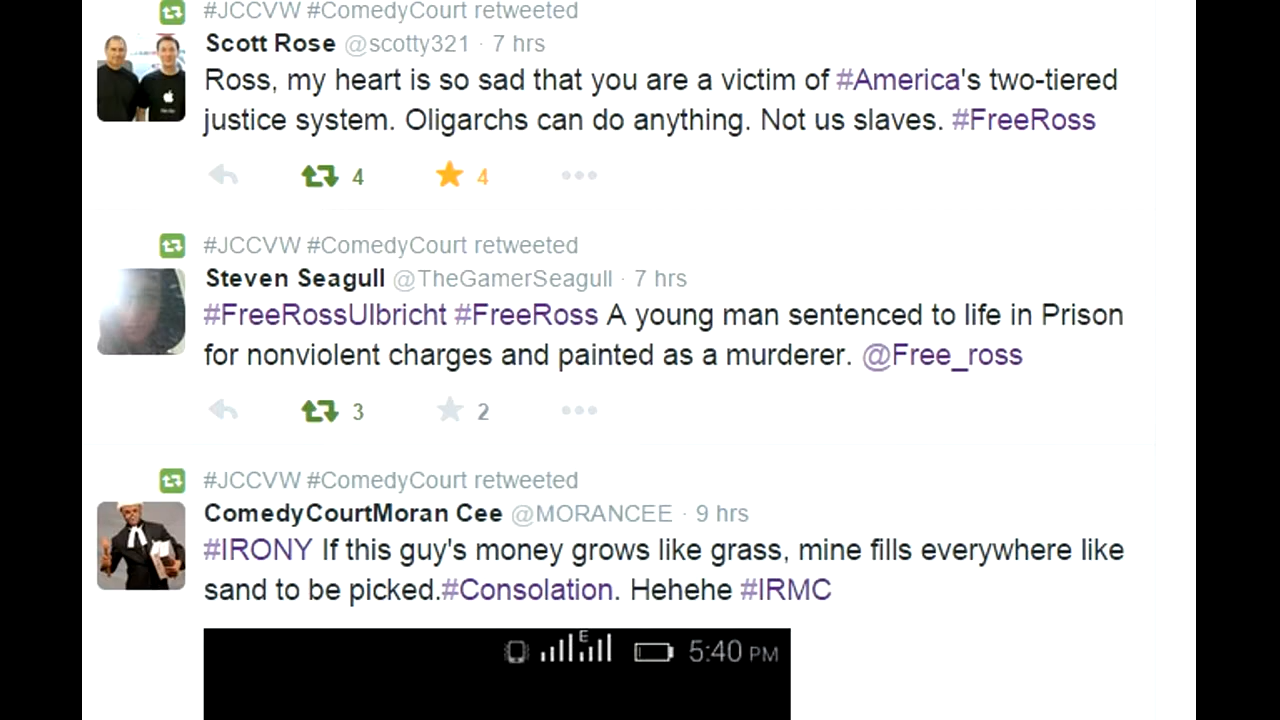 #JCCVW #ComedyCourt retweeted
Scott Rose @scotty321 · 7 hrs
Ross, my heart is so sad that you are a victim of #America's two-tiered
justice system. Oligarchs can do anything. Not us slaves. #FreeRoss
4 4
#JCCVW #ComedyCourt retweeted
Steven Seagull @TheGamerSeagull · 7 hrs
#FreeRossUlbricht #FreeRoss A young man sentenced to life in Prison
for nonviolent charges and painted as a murderer. @Free_ross
3 2
#JCCVW #ComedyCourt retweeted
ComedyCourtMoran Cee @MORANCEE · 9 hrs
#IRONY If this guy's money grows like grass, mine fills everywhere like
sand to be picked.#Consolation. Hehehe #IRMC
E 5:40 PM